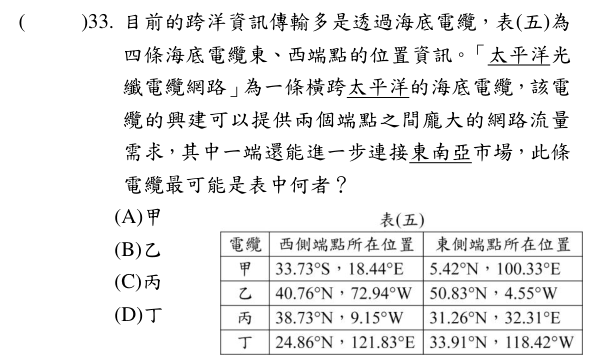 (　　)33. 目前的跨洋資訊傳輸多是透過海底電纜，表(五)為
四條海底電纜東、西端點的位置資訊。「太平洋光
纖電纜網路」為一條橫跨太平洋的海底電纜，該電
纜的興建可以提供兩個端點之間龐大的網路流量
需求，其中一端還能進一步連接東南亞市場，此條
電纜最可能是表中何者？
(A)甲
(B)乙
(C)丙
(D)丁
表(五)
電纜 西側端點所在位置 東側端點所在位置
甲 33.73°S，18.44°E 5.42°N，100.33°E
乙 40.76°N，72.94°W 50.83°N，4.55°W
丙 38.73°N，9.15°W 31.26°N，32.31°E
丁 24.86°N，121.83°E 33.91°N，118.42°W